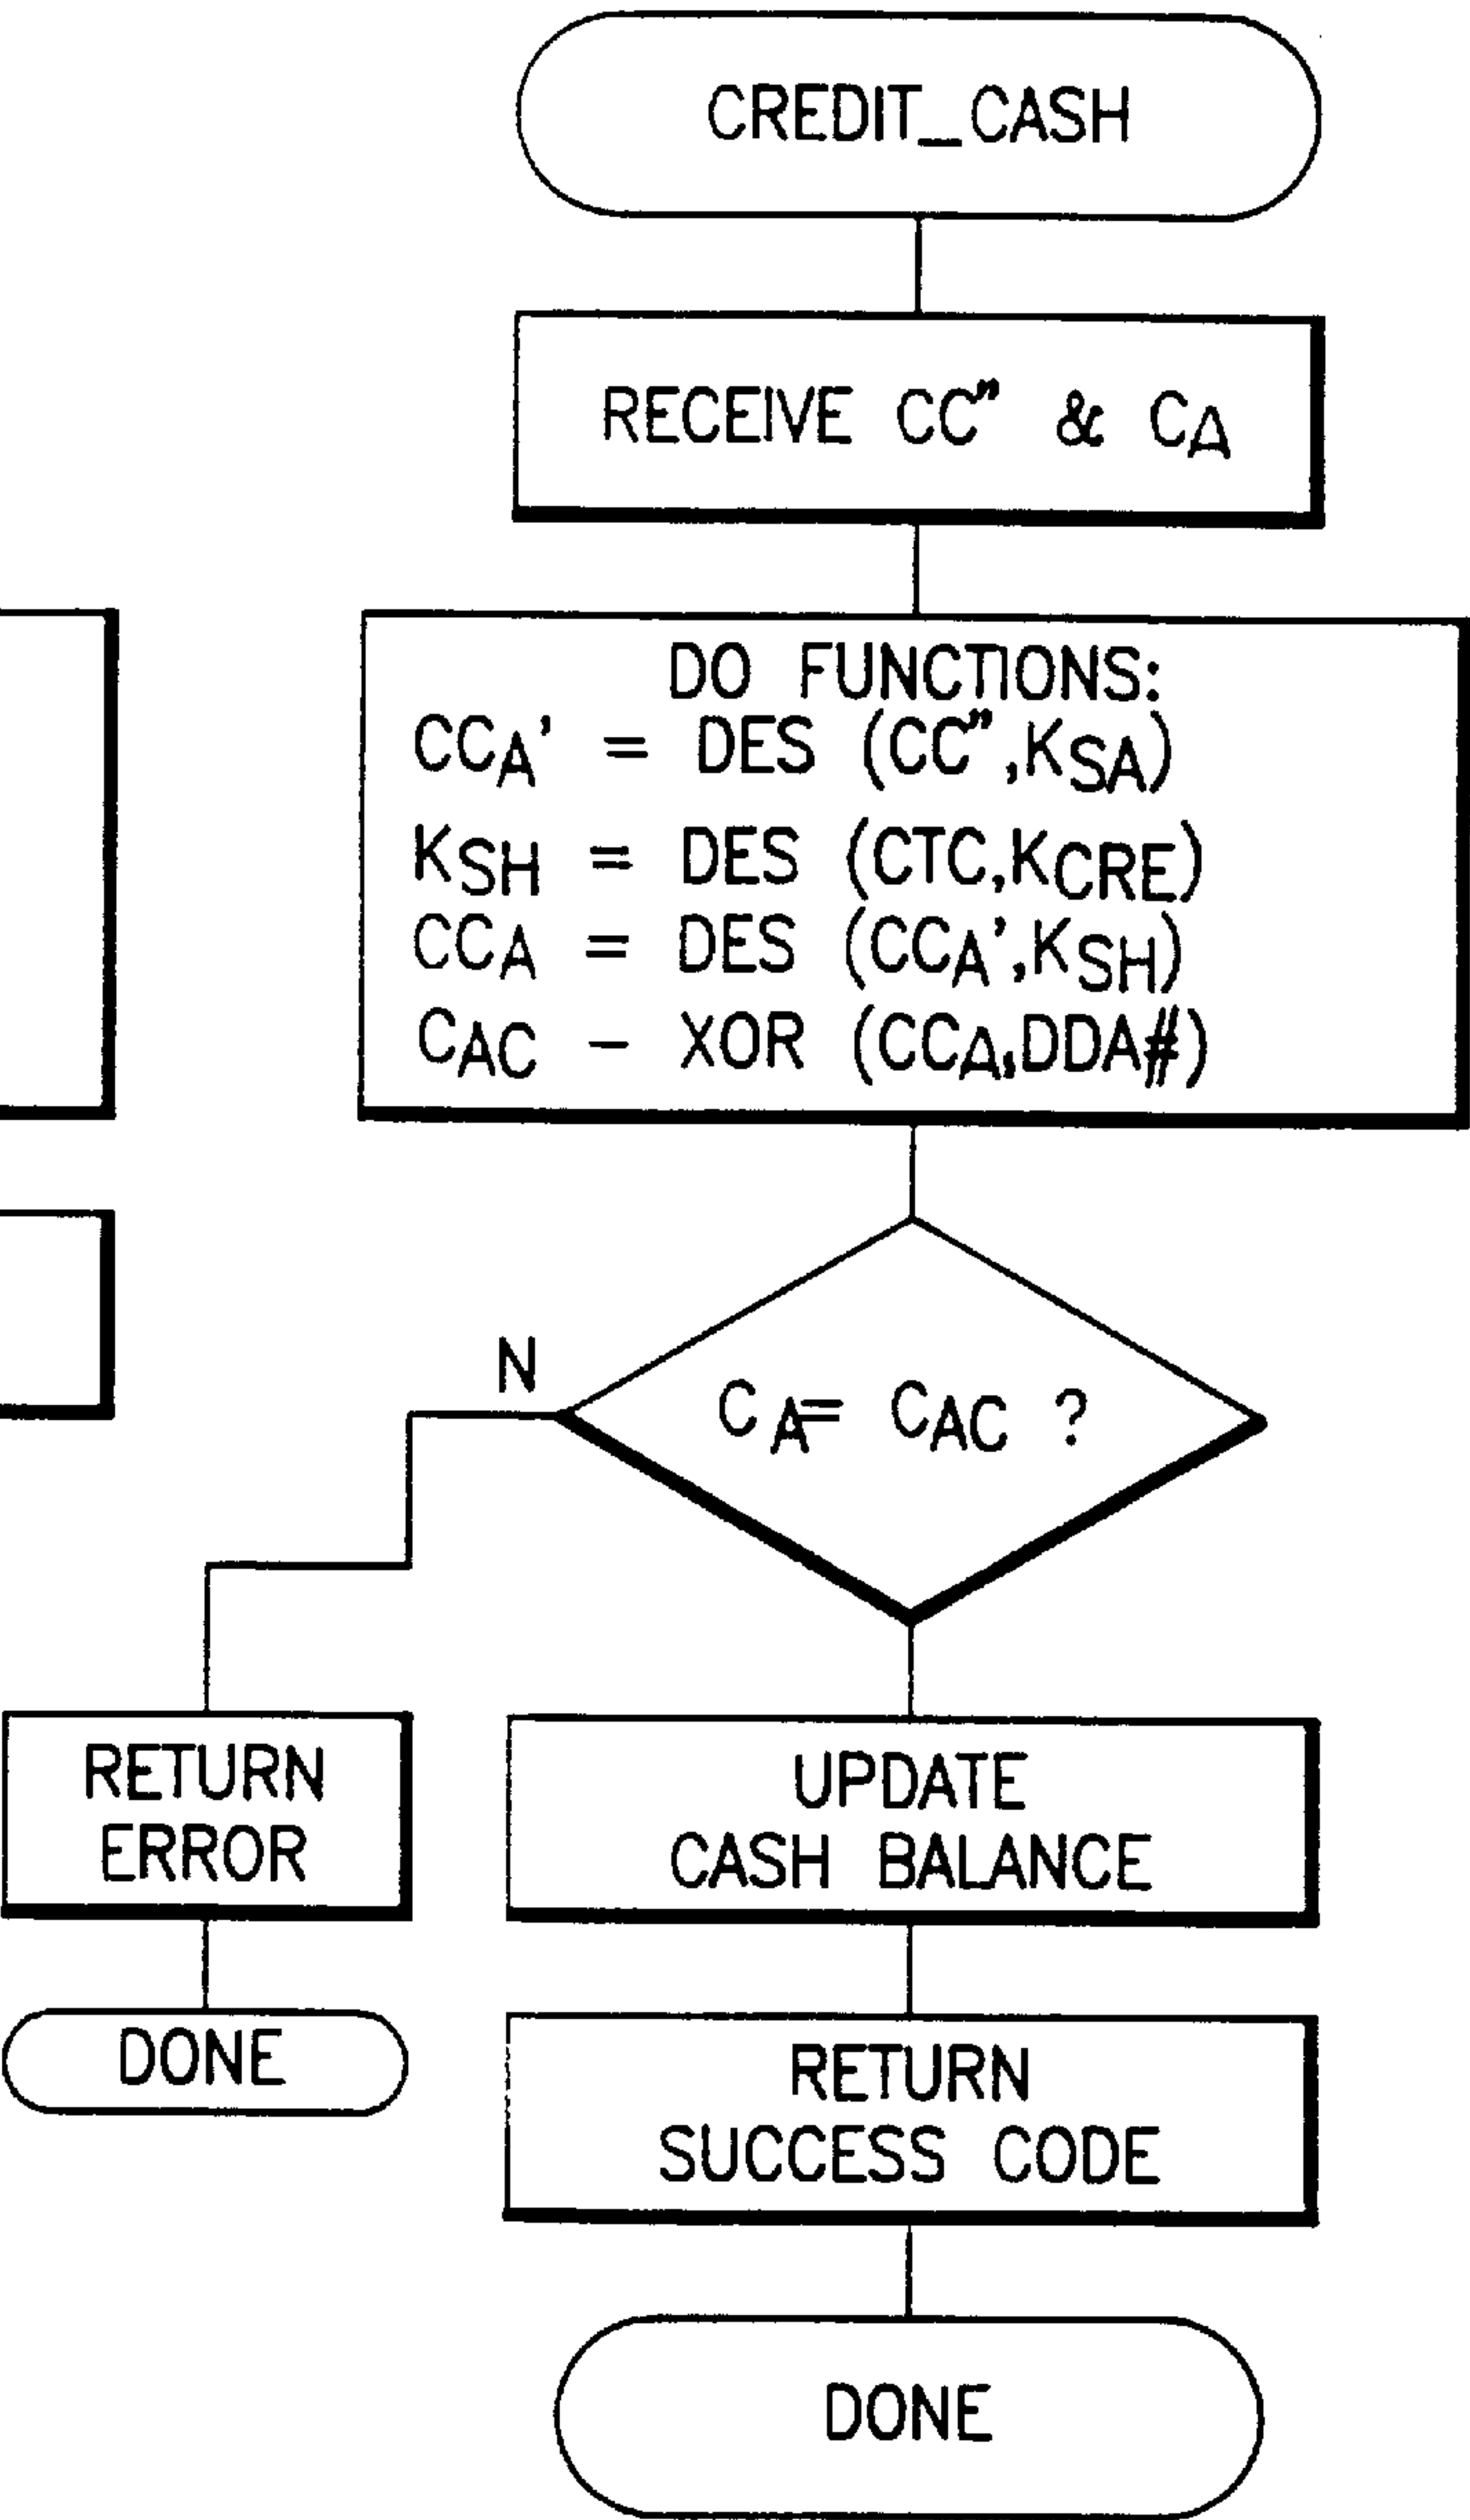 CREDIT_CASH
RECEIVE CC" & CA
DO FUNCTIONS:
CCA' = DES (CC",KSA)
KSH = DES (CTC,KCRE)
CCA = DES (CCA',KSH)
CAC - XOR (CCA,DDA#)
N
CA= CAC ?
RETURN
ERROR
UPDATE
CASH BALANCE
DONE
RETURN
SUCCESS CODE
DONE